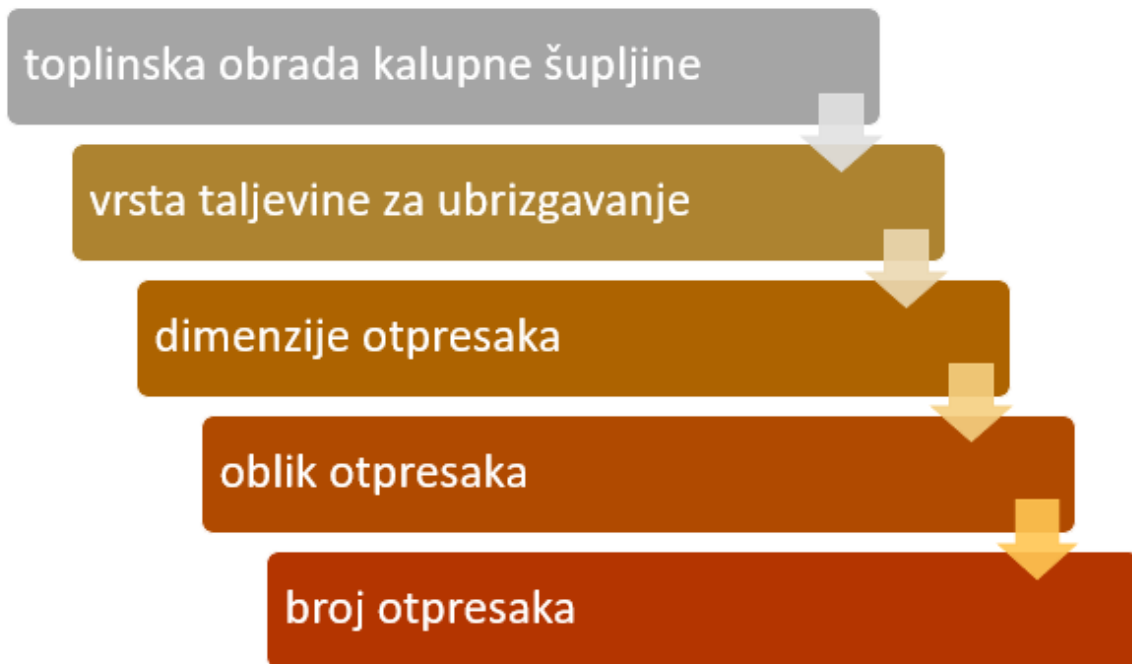 toplinska obrada kalupne šupljine
vrsta taljevine za ubrizgavanje
dimenzije otpresaka
oblik otpresaka
broj otpresaka